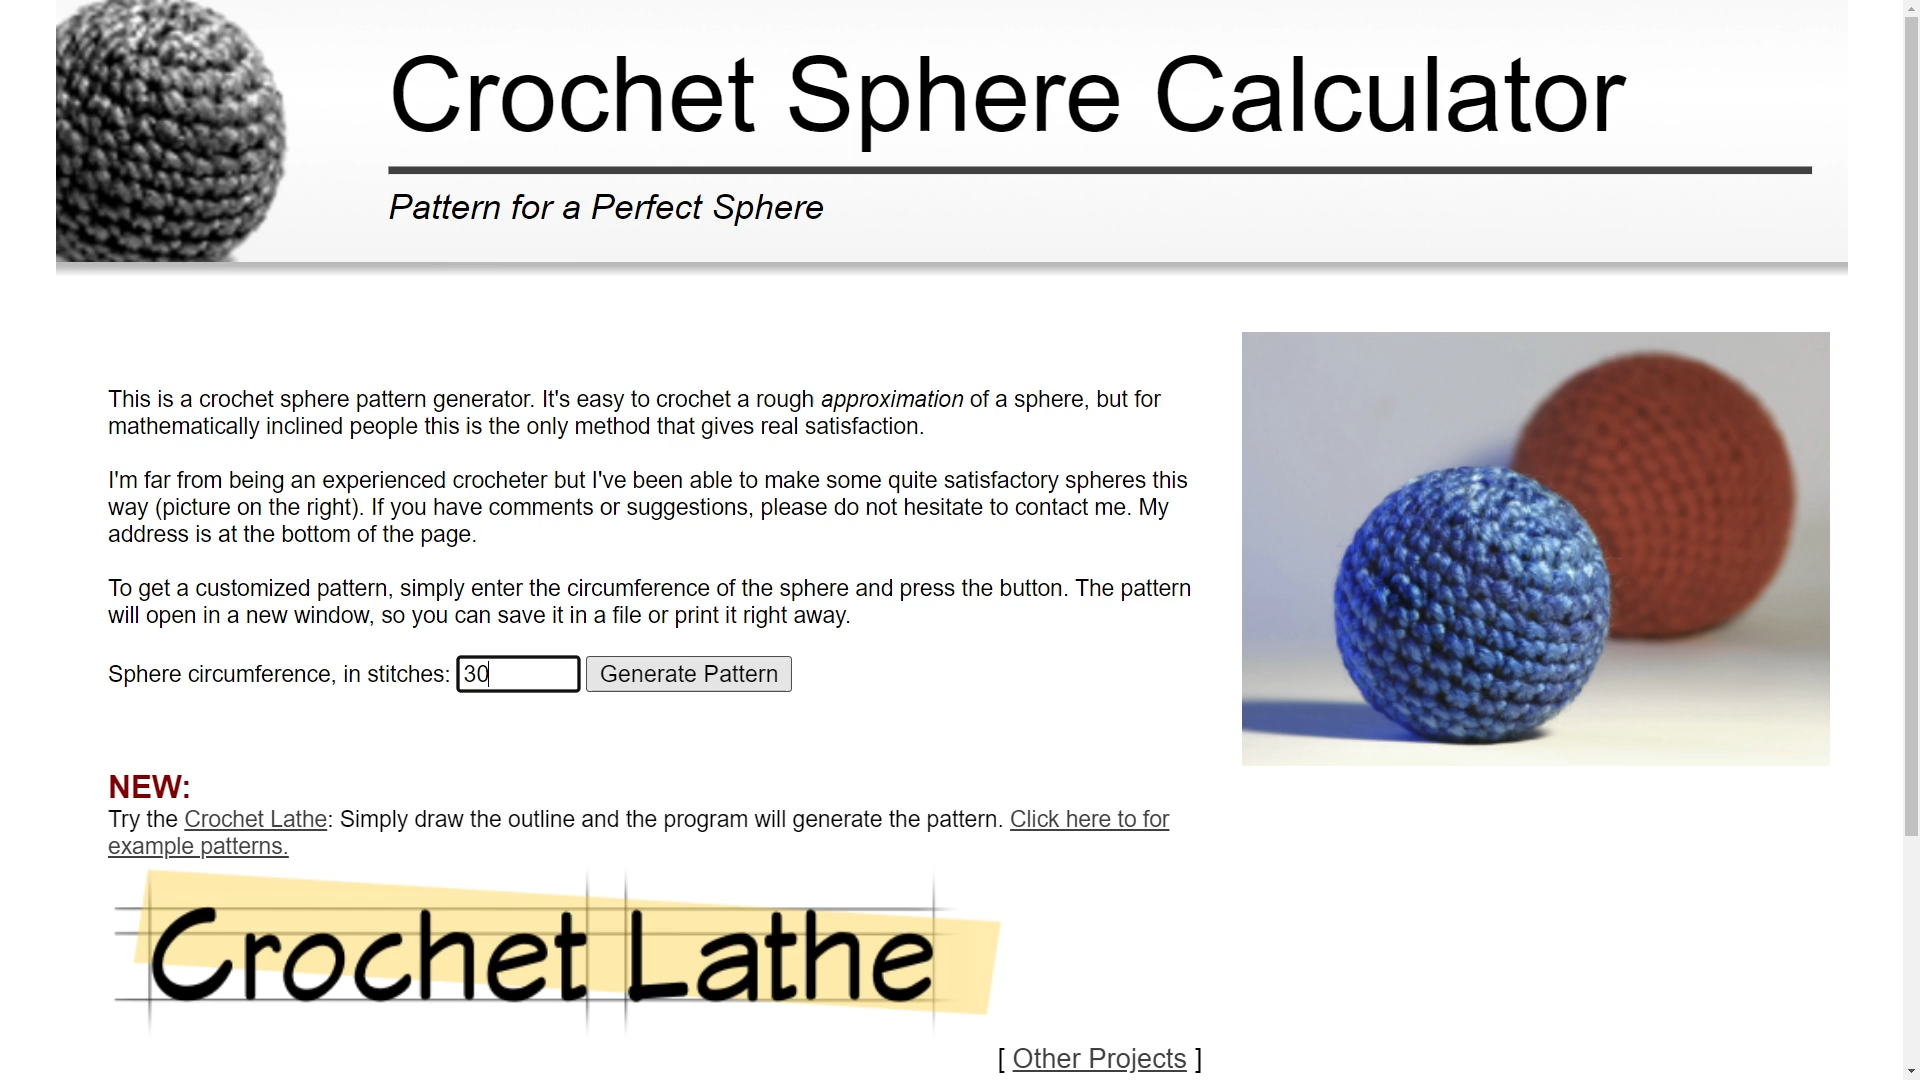 Crochet Sphere Calculator
Pattern for a Perfect Sphere
This is a crochet sphere pattern generator. It's easy to crochet a rough approximation of a sphere, but for
mathematically inclined people this is the only method that gives real satisfaction.
I'm far from being an experienced crocheter but I've been able to make some quite satisfactory spheres this
way (picture on the right). If you have comments or suggestions, please do not hesitate to contact me. My
address is at the bottom of the page.
To get a customized pattern, simply enter the circumference of the sphere and press the button. The pattern
will open in a new window, so you can save it in a file or print it right away.
Sphere circumference, in stitches: 30 Generate Pattern
NEW:
Try the Crochet Lathe: Simply draw the outline and the program will generate the pattern. Click here to for
example patterns.
Crochet Lathe
[ Other Projects ]